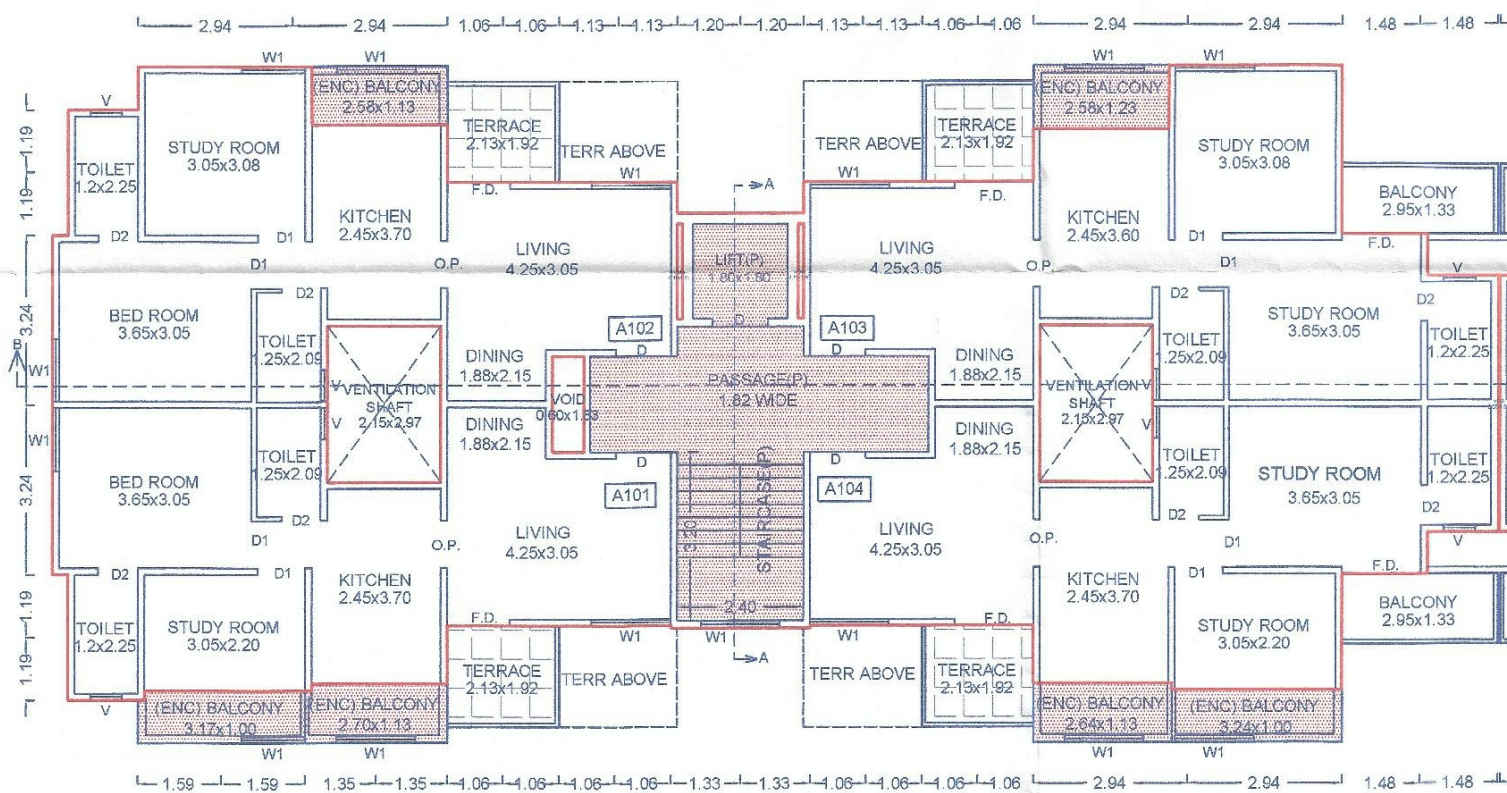 2.94 2.94 1.06 1.06 1.13 1.13 1.20 1.20 1.13 1.13 1.06 1.06 2.94 2.94 1.48 1.48
W1 W1 W1 W1
(ENC) BALCONY
2.58x1.13
(ENC) BALCONY
2.58x1.23
V
1.19
1.19
3.24
3.24
1.19
1.19
TOILET
1.2x2.25
STUDY ROOM
3.05x3.08
TERRACE
2.13x1.92
TERR ABOVE
TERR ABOVE
TERRACE
2.13x1.92
STUDY ROOM
3.05x3.08
BALCONY
2.95x1.33
F.D. W1 A W1 F.D.
KITCHEN
2.45x3.70
LIVING
4.25x3.05
LIFT(P)
1.80x1.80
LIVING
4.25x3.05
KITCHEN
2.45x3.60
D2 D1 D1 F.D.
D1 O.P. O.P. D1 V
BED ROOM
3.65x3.05
D2
TOILET
1.25x2.09
A102
D
D
A103
D
D2
TOILET
1.25x2.09
STUDY ROOM
3.65x3.05
D2
TOILET
1.2x2.25
B
W1
V
VENTILATION
SHAFT
2.15x2.97
V
DINING
1.88x2.15
VOID
0.60x1.83
PASSAGE(P)
1.82 WIDE
DINING
1.88x2.15
VENTILATION
SHAFT
2.15x2.97
V
V
W1
DINING
1.88x2.15
DINING
1.88x2.15
BED ROOM
3.65x3.05
TOILET
1.25x2.09
D2
A101
D
STAIRCASE(P)
3.20
2.40
D
A104
TOILET
1.25x2.09
D2
STUDY ROOM
3.65x3.05
TOILET
1.2x2.25
D2
D1 O.P. O.P. D1 V
LIVING
4.25x3.05
LIVING
4.25x3.05
D2 D1 D1 F.D.
KITCHEN
2.45x3.70
KITCHEN
2.45x3.70
F.D. W1 W1 W1 F.D.
TOILET
1.2x2.25
STUDY ROOM
3.05x2.20
TERRACE
2.13x1.92
TERR ABOVE
A
TERR ABOVE
TERRACE
2.13x1.92
STUDY ROOM
3.05x2.20
BALCONY
2.95x1.33
V
(ENC) BALCONY
3.17x1.00
(ENC) BALCONY
2.70x1.13
(ENC) BALCONY
2.64x1.13
(ENC) BALCONY
3.24x1.00
W1 W1 W1 W1
1.59 1.59 1.35 1.35 1.06 1.06 1.06 1.06 1.33 1.33 1.06 1.06 1.06 1.06 2.94 2.94 1.48 1.48